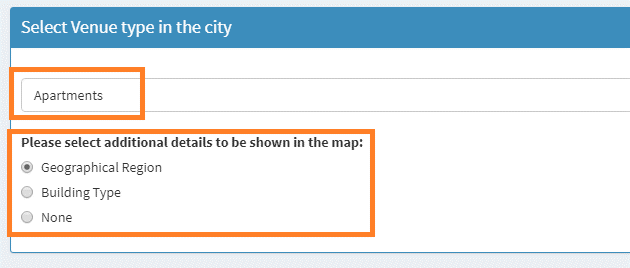 Select Venue type in the city
Apartments
Please select additional details to be shown in the map:
Geographical Region
Building Type
None